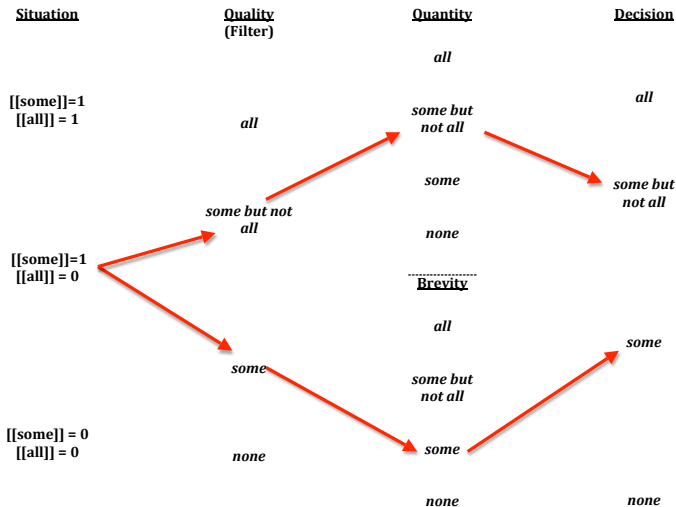 Situation
[[some]]=1
[[all]] = 1
[[some]]=1
[[all]] = 0
[[some]] = 0
[[all]] = 0
Quality
(Filter)
all
some but not
all
some
none
Quantity
all
some but
not all
some
none
Brevity
all
some but
not all
some
none
Decision
all
some but
not all
some
none